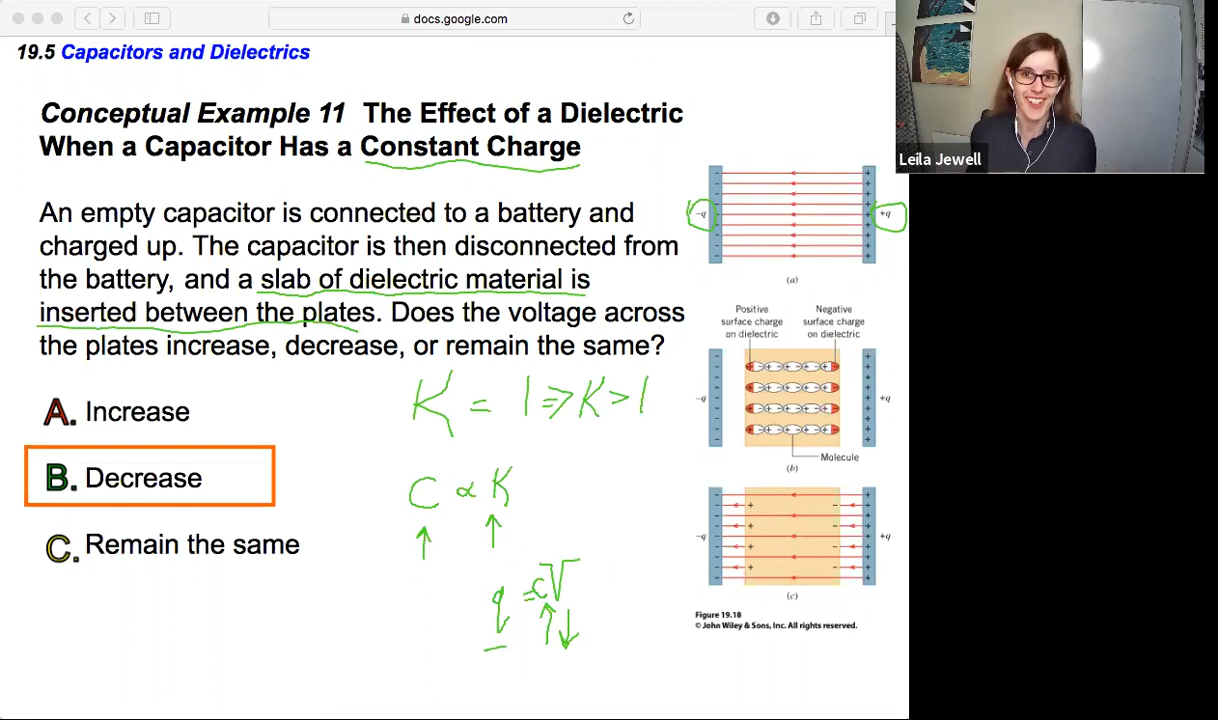 docs.google.com
19.5 Capacitors and Dielectrics
Conceptual Example 11 The Effect of a Dielectric
When a Capacitor Has a Constant Charge
An empty capacitor is connected to a battery and
charged up. The capacitor is then disconnected from
the battery, and a slab of dielectric material is
inserted between the plates. Does the voltage across
the plates increase, decrease, or remain the same?
A. Increase
B. Decrease
C. Remain the same
K = 1 => K > 1
C ∝ K
↑ ↑
q = CV
↑ ↓
Leila Jewell
-q
+q
(a)
Positive
surface charge
on dielectric
Negative
surface charge
on dielectric
-q
+q
Molecule
(b)
-q
+q
(c)
Figure 19.18
© John Wiley & Sons, Inc. All rights reserved.